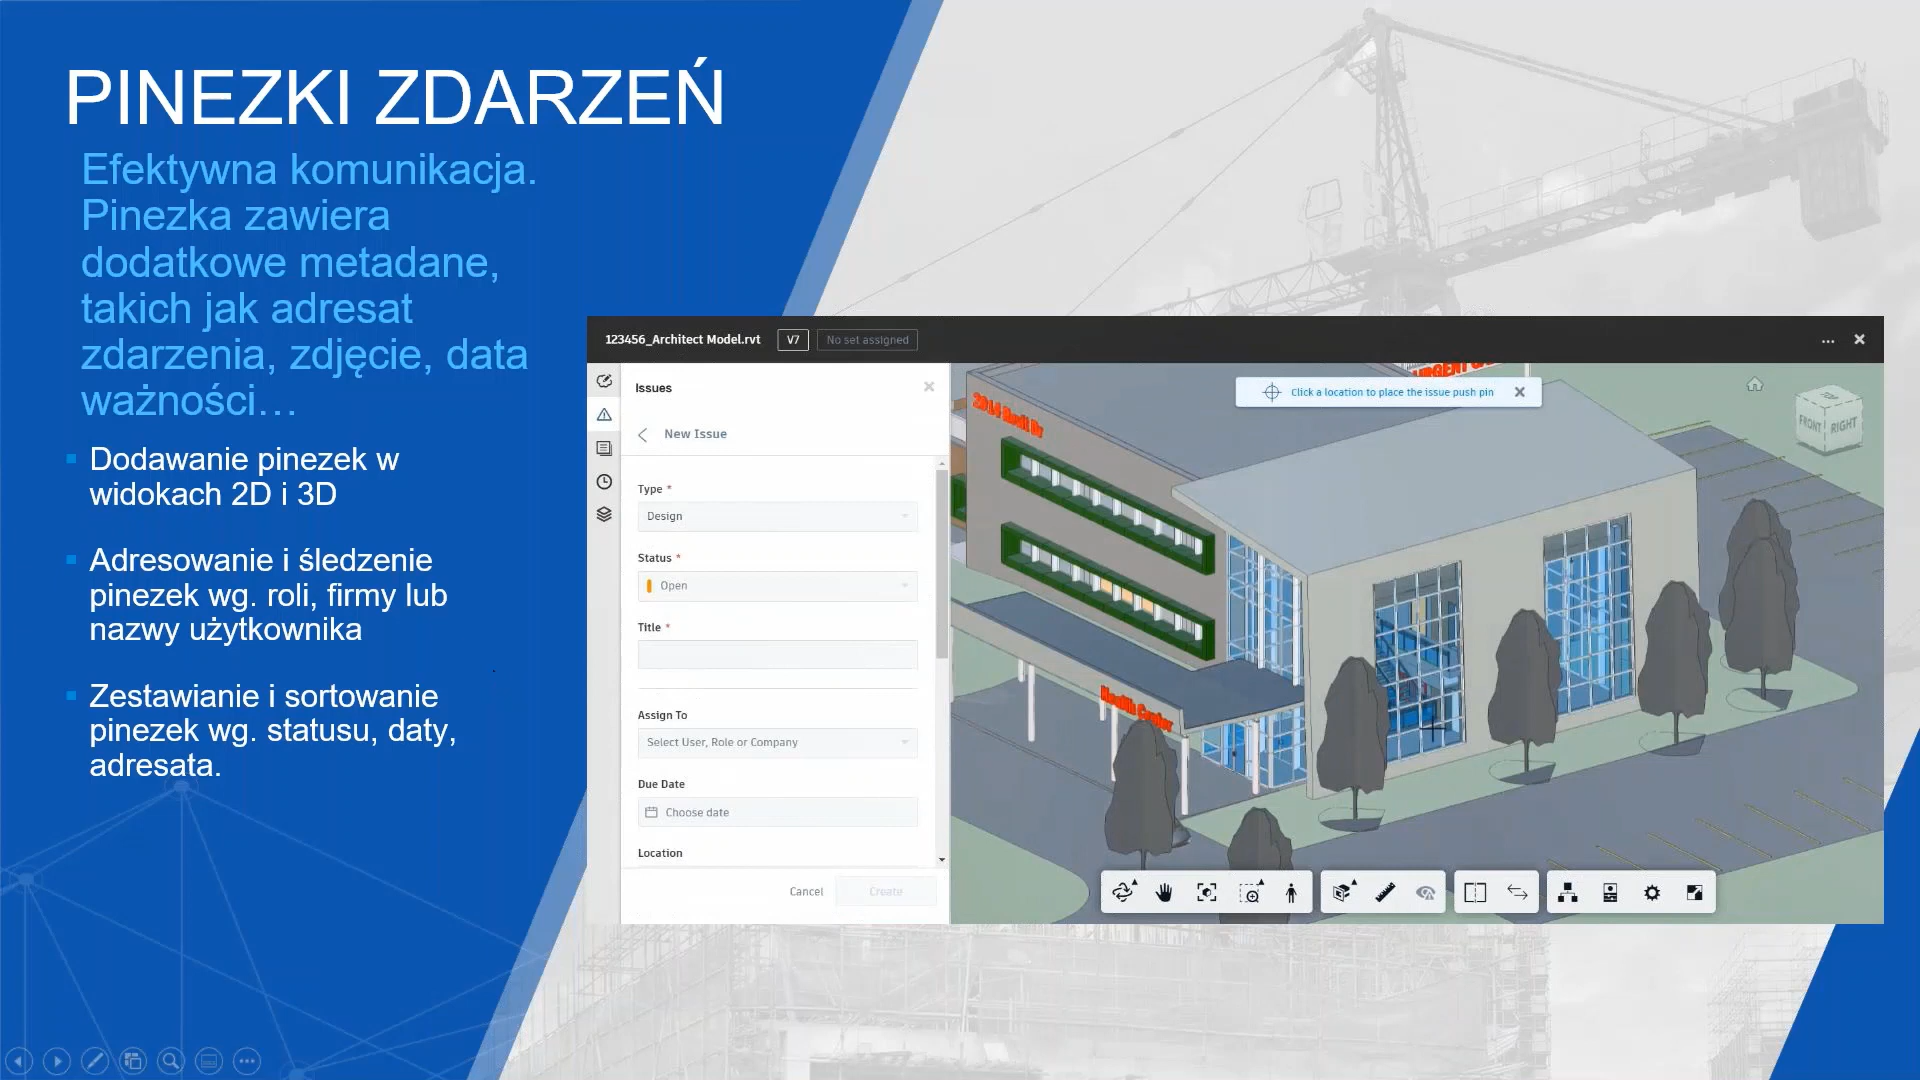 PINEZKI ZDARZEŃ
Efektywna komunikacja.
Pinezka zawiera
dodatkowe metadane,
takich jak adresat
zdarzenia, zdjęcie, data
ważności…
Dodawanie pinezek w
widokach 2D i 3D
Adresowanie i śledzenie
pinezek wg. roli, firmy lub
nazwy użytkownika
Zestawianie i sortowanie
pinezek wg. statusu, daty,
adresata.
123456_Architect Model.rvt
V7
No set assigned
Issues
New Issue
Type *
Design
Status *
Open
Title *
Assign To
Select User, Role or Company
Due Date
Choose date
Location
Cancel
Create
Click a location to place the issue push pin
TOP
FRONT
RIGHT
Health Center